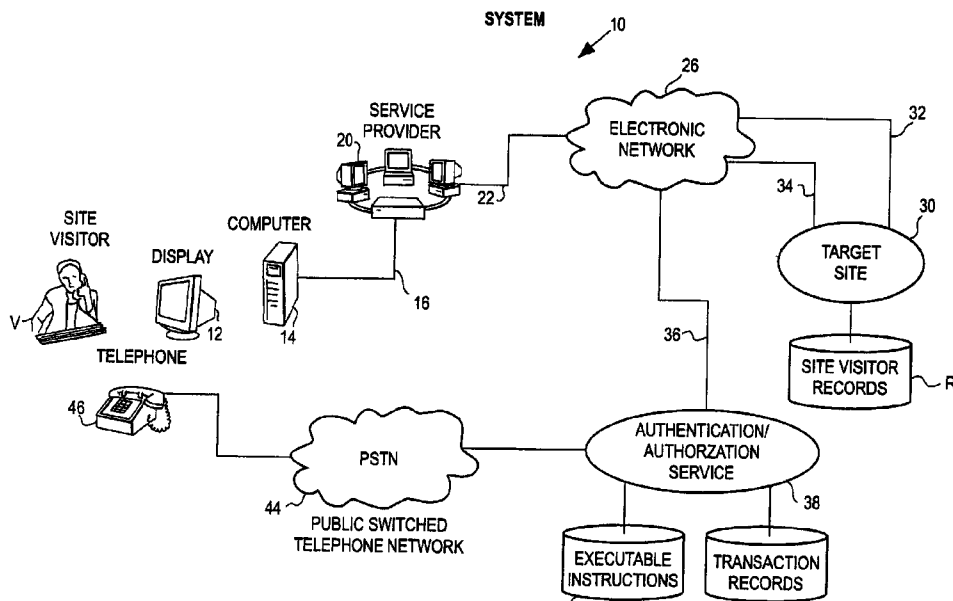 SYSTEM
10
26
SERVICE
PROVIDER
20
ELECTRONIC
NETWORK
32
22
34
30
SITE
VISITOR
DISPLAY
COMPUTER
TARGET
SITE
V
12
14
16
36
TELEPHONE
SITE VISITOR
RECORDS
R
46
PSTN
AUTHENTICATION/
AUTHORZATION
SERVICE
44
38
PUBLIC SWITCHED
TELEPHONE NETWORK
EXECUTABLE
INSTRUCTIONS
TRANSACTION
RECORDS